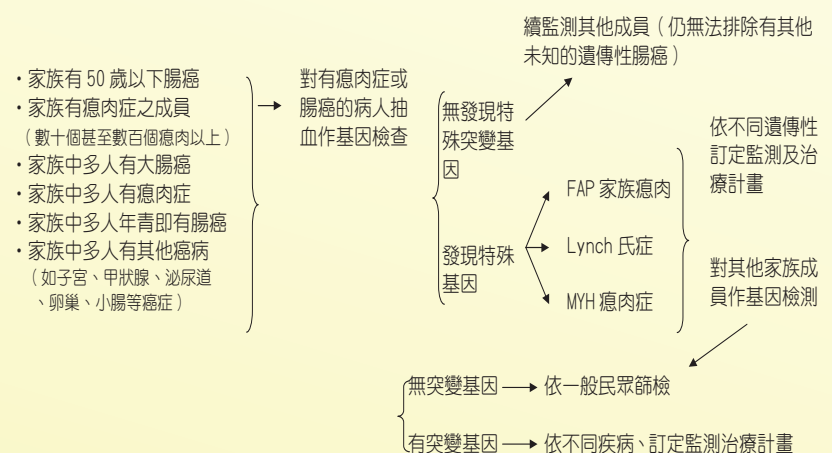 續監測其他成員（仍無法排除有其他
未知的遺傳性腸癌）
・家族有 50 歲以下腸癌
・家族有瘜肉症之成員
（數十個甚至數百個瘜肉以上）
・家族中多人有大腸癌
・家族中多人有瘜肉症
・家族中多人年青即有腸癌
・家族中多人有其他癌病
（如子宮、甲狀腺、泌尿道
、卵巢、小腸等癌症）
對有瘜肉症或
腸癌的病人抽
血作基因檢查
無發現特
殊突變基
因
發現特殊
基因
FAP 家族瘜肉
Lynch 氏症
MYH 瘜肉症
依不同遺傳性
訂定監測及治
療計畫
對其他家族成
員作基因檢測
無突變基因
依一般民眾篩檢
有突變基因
依不同疾病、訂定監測治療計畫